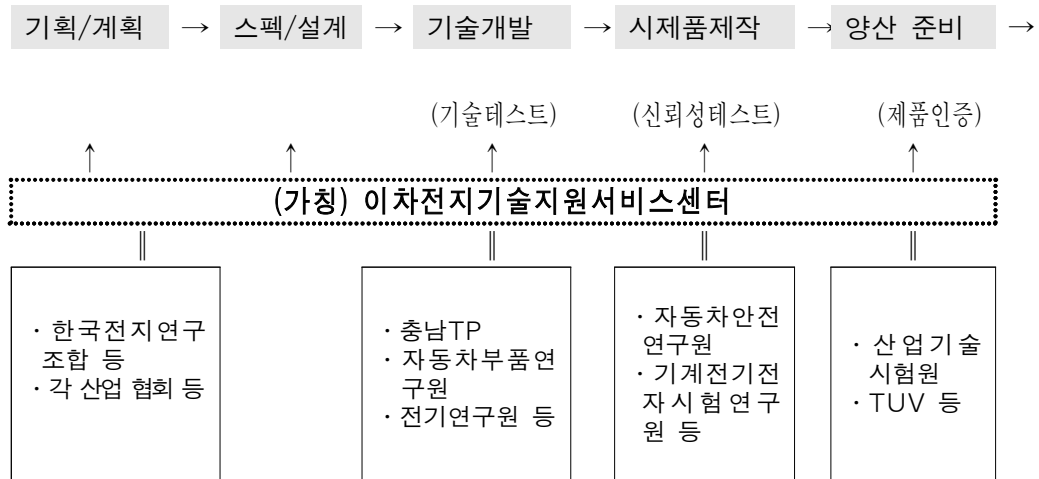 기획/계획 → 스펙/설계 → 기술개발 → 시제품제작 → 양산 준비 →
(기술테스트) (신뢰성테스트) (제품인증)
↑ ↑ ↑ ↑ ↑
(가칭) 이차전지기술지원서비스센터
∥ ∥ ∥ ∥
· 한국전지연구
조합 등
· 각 산업 협회 등
· 충남TP
· 자동차부품연
구원
· 전기연구원 등
· 자동차안전
연구원
· 기계전기전
자시험연구
원 등
· 산업기술
시험원
· TUV 등